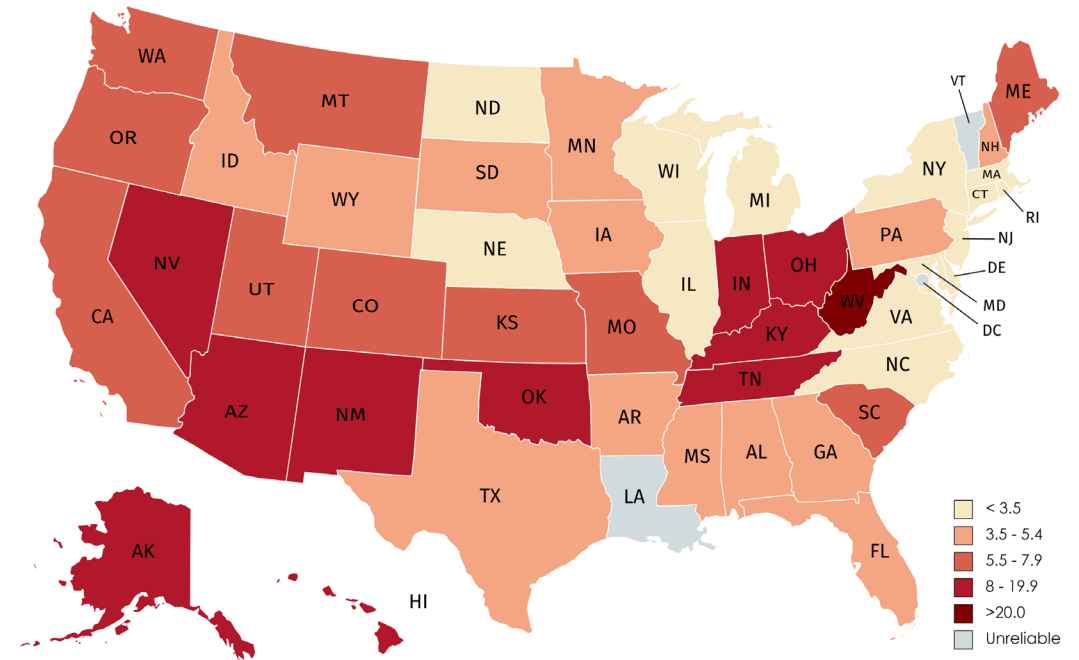 WA
MT
ND
MN
VT
ME
OR
ID
SD
WI
NH
WY
MI
NY
MA
CT
RI
NE
IA
PA
NJ
NV
UT
CO
IL
IN
OH
DE
CA
KS
MO
WV
VA
MD
DC
KY
NC
TN
AZ
NM
OK
AR
SC
MS
AL
GA
TX
LA
FL
AK
HI
< 3.5
3.5 - 5.4
5.5 - 7.9
8 - 19.9
>20.0
Unreliable